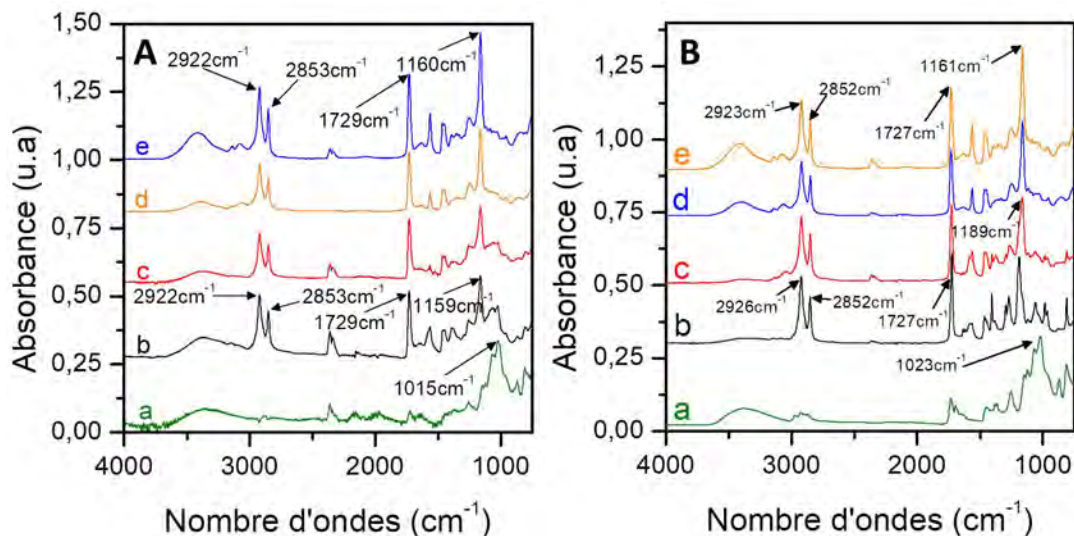 A
1,50
1,25
1,00
0,75
0,50
0,25
0,00
Absorbance (u.a)
2922cm⁻¹
2853cm⁻¹
1160cm⁻¹
1729cm⁻¹
e
d
c
2922cm⁻¹
2853cm⁻¹
1159cm⁻¹
1729cm⁻¹
b
1015cm⁻¹
a
4000
3000
2000
1000
Nombre d'ondes (cm⁻¹)
B
1,25
1,00
0,75
0,50
0,25
0,00
Absorbance (u.a)
1161cm⁻¹
2923cm⁻¹
2852cm⁻¹
1727cm⁻¹
e
d
1189cm⁻¹
c
2926cm⁻¹
2852cm⁻¹
1727cm⁻¹
b
1023cm⁻¹
a
4000
3000
2000
1000
Nombre d'ondes (cm⁻¹)